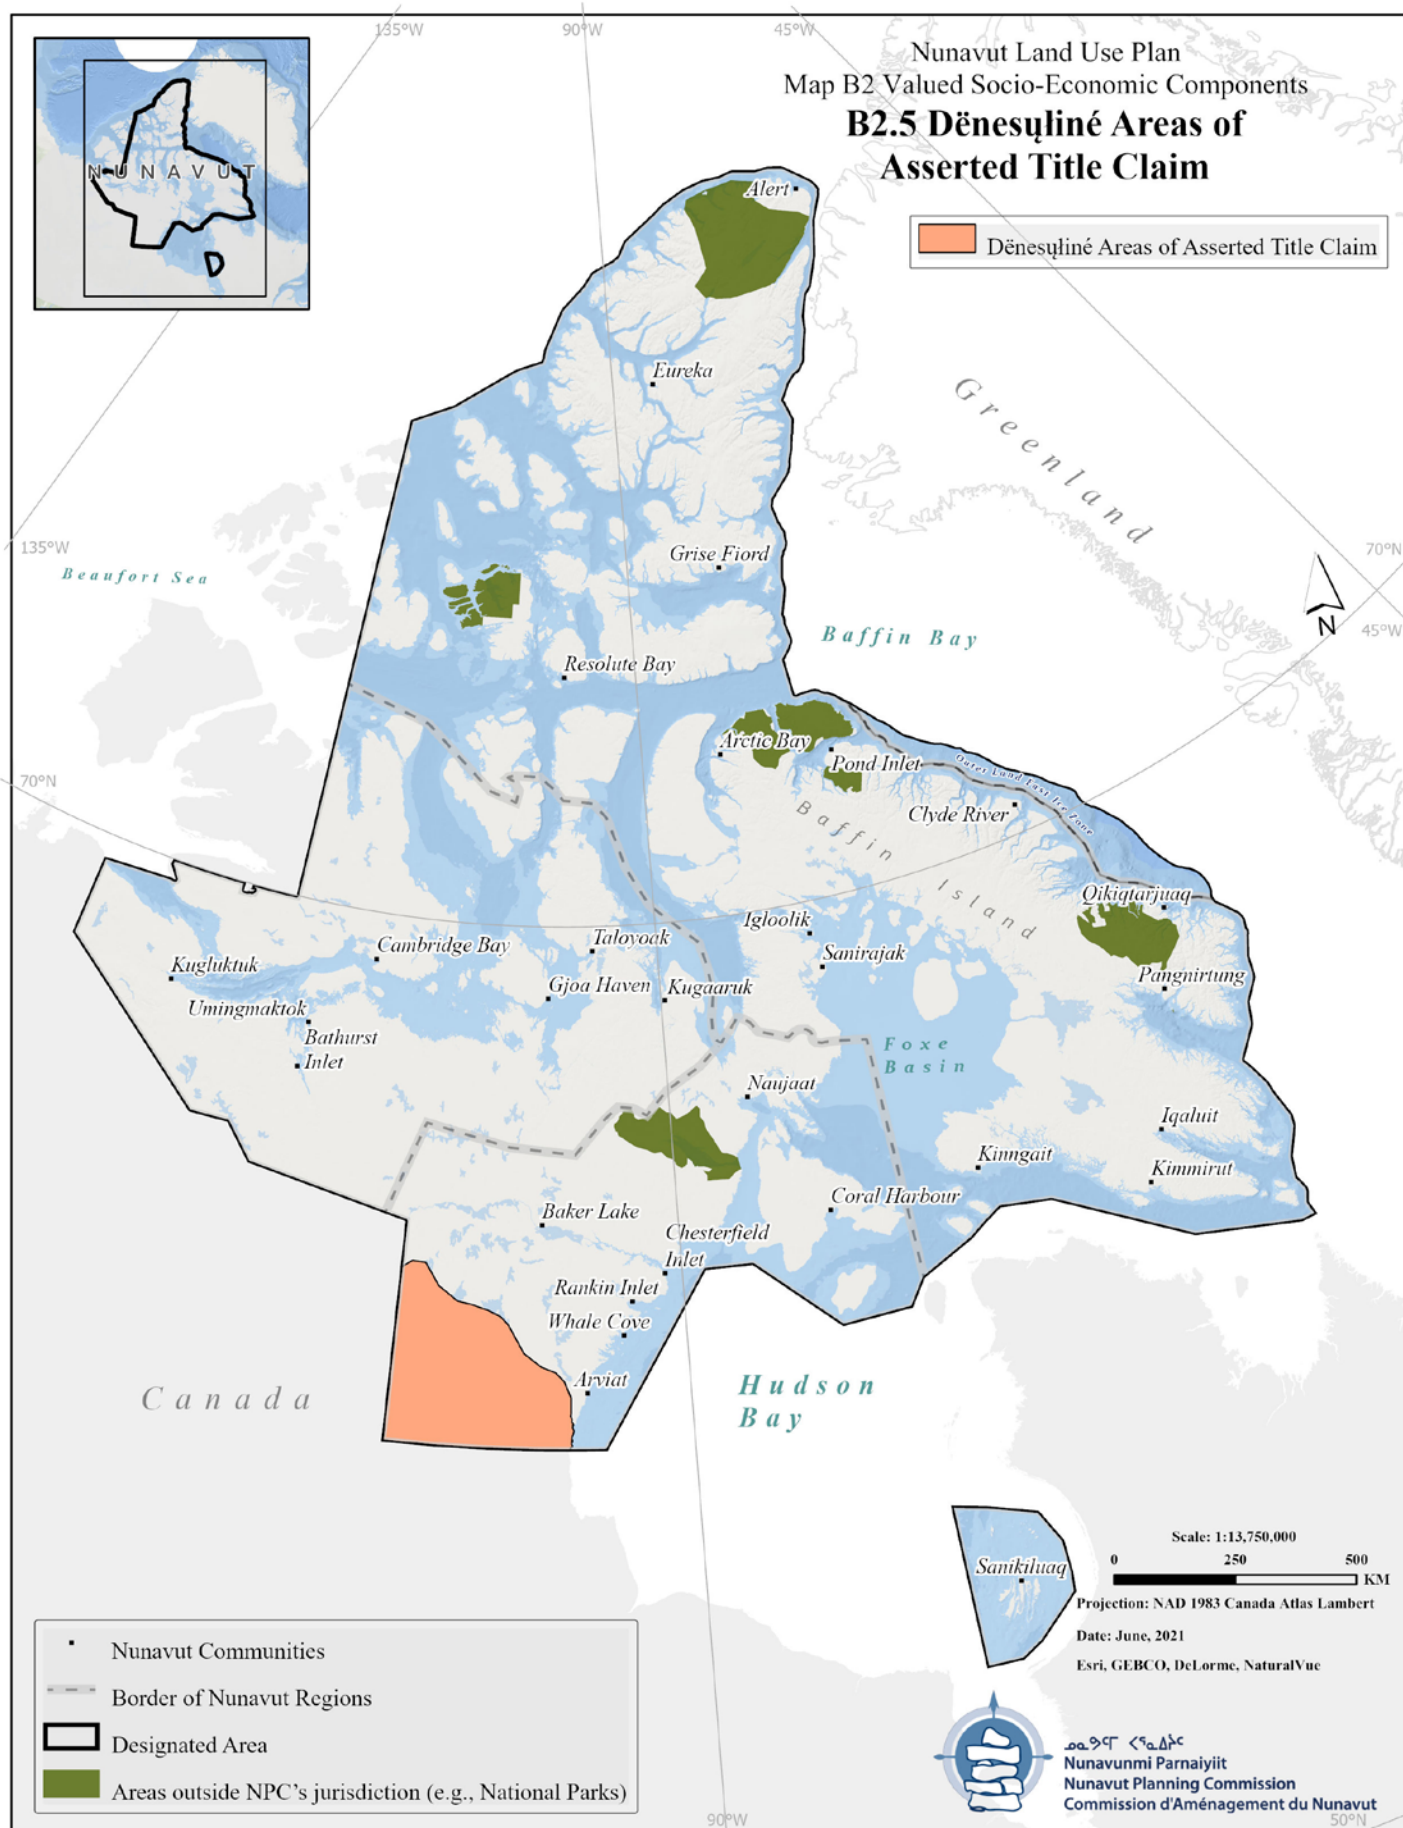 135°W
90°W
45°W
Nunavut Land Use Plan
Map B2 Valued Socio-Economic Components
B2.5 Dënesųłiné Areas of
Asserted Title Claim
Dënesųłiné Areas of Asserted Title Claim
NUNAVUT
Alert
Eureka
Greenland
Grise Fiord
135°W
Beaufort Sea
70°N
45°W
N
Baffin Bay
Resolute Bay
Arctic Bay
Pond Inlet
Outer Land Fast Ice Zone
70°N
Clyde River
Baffin
Island
Qikiqtarjuaq
Igloolik
Sanirajak
Taloyoak
Cambridge Bay
Kugluktuk
Gjoa Haven
Kugaaruk
Pangnirtung
Umingmaktok
Bathurst
Inlet
Foxe
Basin
Naujaat
Iqaluit
Kinngait
Kimmirut
Coral Harbour
Baker Lake
Chesterfield
Inlet
Rankin Inlet
Whale Cove
Arviat
Canada
Hudson
Bay
Sanikiluaq
Scale: 1:13,750,000
0 250 500
KM
Projection: NAD 1983 Canada Atlas Lambert
Date: June, 2021
Esri, GEBCO, DeLorme, NaturalVue
Nunavut Communities
Border of Nunavut Regions
Designated Area
Areas outside NPC's jurisdiction (e.g., National Parks)
ᓄᓇᕗᒻᒥ ᐸᕐᓇᐃᔩᑦ
Nunavunmi Parnaiyiit
Nunavut Planning Commission
Commission d'Aménagement du Nunavut
90°W
50°N